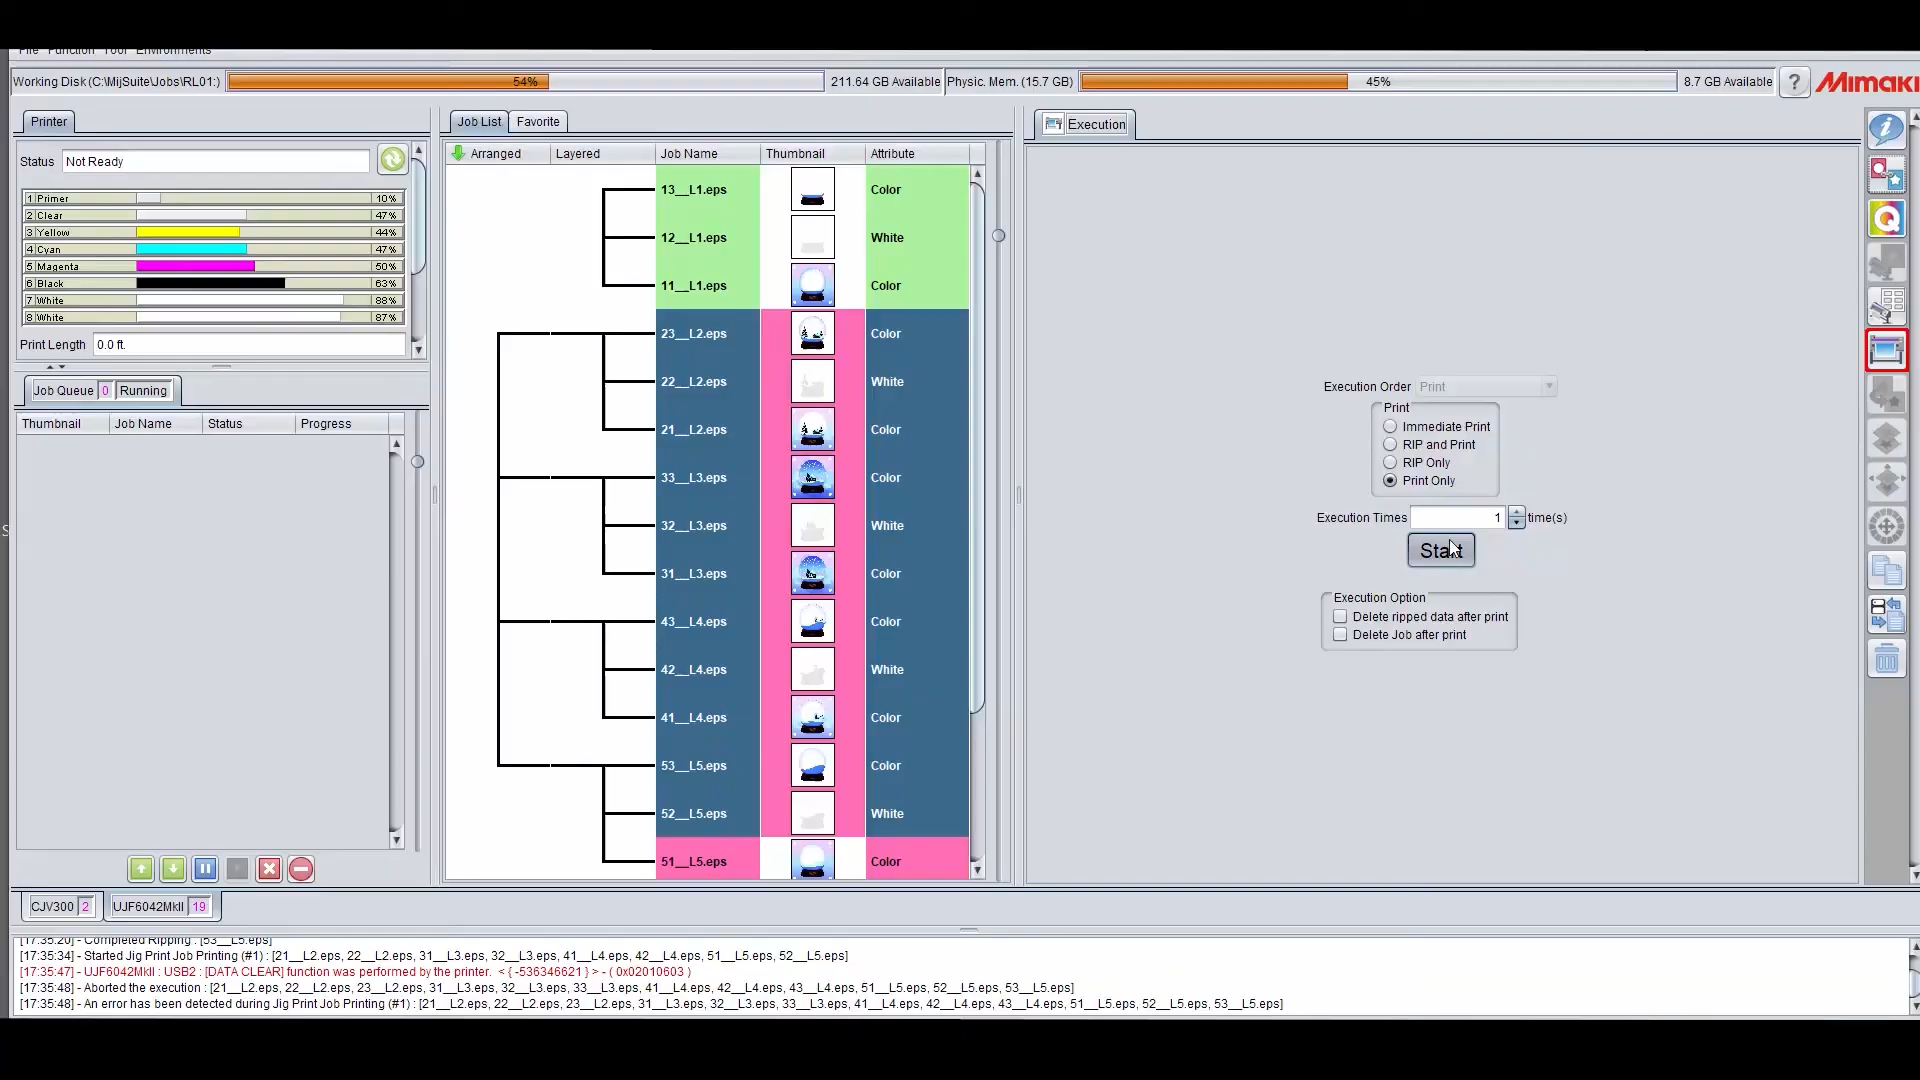 File Function Tool Environments
Working Disk (C:\MijSuite\Jobs\RL01:) 54% 211.64 GB Available Physic. Mem. (15.7 GB) 45% 8.7 GB Available ? Mimaki
Printer
Status Not Ready
1 Primer 10%
2 Clear 47%
3 Yellow 44%
4 Cyan 47%
5 Magenta 50%
6 Black 63%
7 White 88%
8 White 87%
Print Length 0.0 ft.
Job Queue 0 Running
Thumbnail Job Name Status Progress
Job List Favorite
Arranged Layered Job Name Thumbnail Attribute
13__L1.eps Color
12__L1.eps White
11__L1.eps Color
23__L2.eps Color
22__L2.eps White
21__L2.eps Color
33__L3.eps Color
32__L3.eps White
31__L3.eps Color
43__L4.eps Color
42__L4.eps White
41__L4.eps Color
53__L5.eps Color
52__L5.eps White
51__L5.eps Color
Execution
Execution Order Print
Print
Immediate Print
RIP and Print
RIP Only
Print Only
Execution Times 1 time(s)
Start
Execution Option
Delete ripped data after print
Delete Job after print
CJV300 2 UJF6042MkII 19
[17:35:20] - Completed Ripping : [53__L5.eps]
[17:35:34] - Started Jig Print Job Printing (#1) : [21__L2.eps, 22__L2.eps, 31__L3.eps, 32__L3.eps, 41__L4.eps, 42__L4.eps, 51__L5.eps, 52__L5.eps]
[17:35:47] - UJF6042MkII : USB2 : [DATA CLEAR] function was performed by the printer. < { -536346621 } > - ( 0x02010603 )
[17:35:48] - Aborted the execution : [21__L2.eps, 22__L2.eps, 23__L2.eps, 31__L3.eps, 32__L3.eps, 33__L3.eps, 41__L4.eps, 42__L4.eps, 43__L4.eps, 51__L5.eps, 52__L5.eps, 53__L5.eps]
[17:35:48] - An error has been detected during Jig Print Job Printing (#1) : [21__L2.eps, 22__L2.eps, 23__L2.eps, 31__L3.eps, 32__L3.eps, 33__L3.eps, 41__L4.eps, 42__L4.eps, 43__L4.eps, 51__L5.eps, 52__L5.eps, 53__L5.eps]